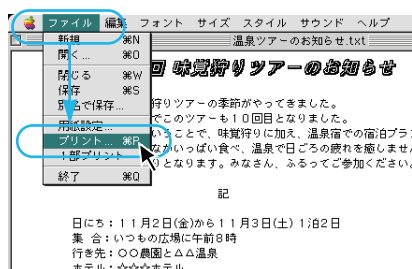 ファイル 編集 フォント サイズ スタイル サウンド ヘルプ
温泉ツアーのお知らせ.txt
新規 ⌘N
開く... ⌘O
閉じる ⌘W
保存 ⌘S
別名で保存...
用紙設定...
プリント... ⌘P
1部プリント
終了 ⌘Q
回 味覚狩りツアーのお知らせ
狩りツアーの季節がやってきました。
でこのツアーも１０回目となりました。
いうことで、味覚狩りに加え、温泉宿での宿泊プラ
なかいっぱい食べ、温泉で日ごろの疲れを癒しません
りとなります。みなさん、ふるってご参加ください。
記
日にち：１１月２日(金)から１１月３日(土) １泊２日
集 合：いつもの広場に午前８時
行き先：○○農園と△△温泉
ホテル：☆☆☆ホテル